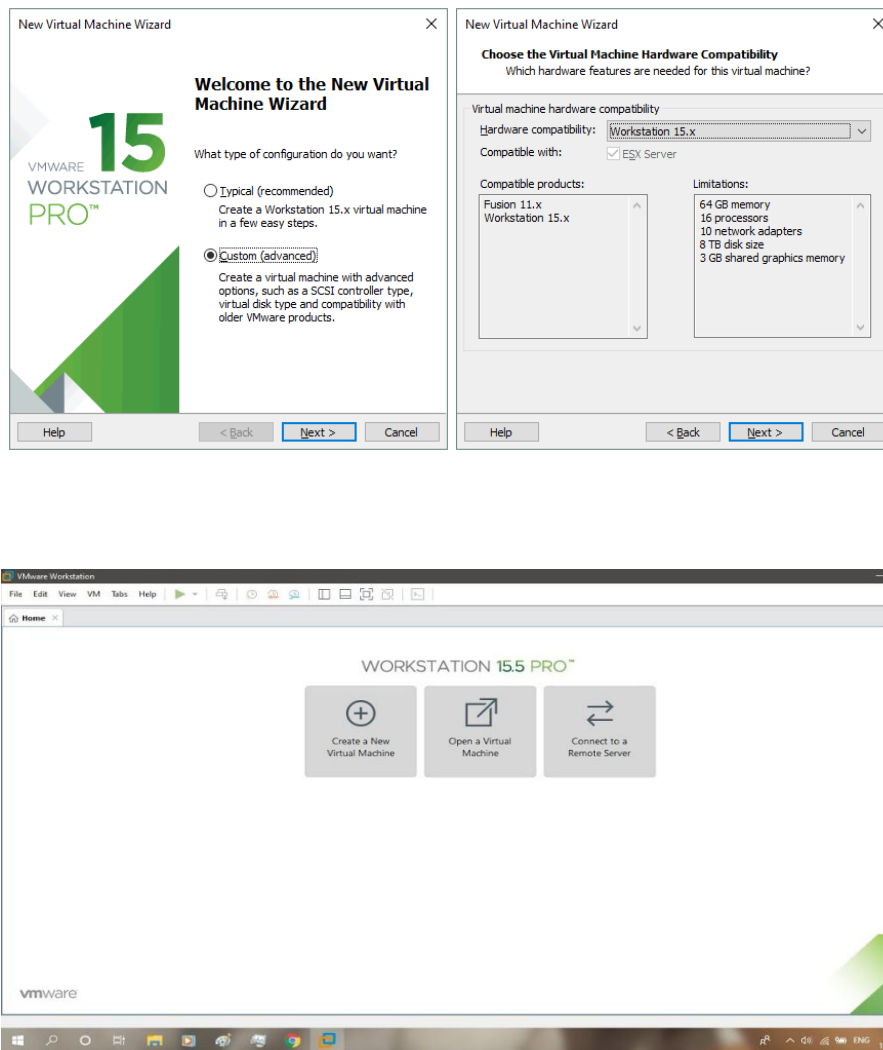 New Virtual Machine Wizard
Welcome to the New Virtual
Machine Wizard
15
VMWARE
WORKSTATION
PRO™
What type of configuration do you want?
Typical (recommended)
Create a Workstation 15.x virtual machine
in a few easy steps.
Custom (advanced)
Create a virtual machine with advanced
options, such as a SCSI controller type,
virtual disk type and compatibility with
older VMware products.
Help
< Back
Next >
Cancel
New Virtual Machine Wizard
Choose the Virtual Machine Hardware Compatibility
Which hardware features are needed for this virtual machine?
Virtual machine hardware compatibility
Hardware compatibility: Workstation 15.x
Compatible with: ESX Server
Compatible products:
Fusion 11.x
Workstation 15.x
Limitations:
64 GB memory
16 processors
10 network adapters
8 TB disk size
3 GB shared graphics memory
Help
< Back
Next >
Cancel
VMware Workstation
File Edit View VM Tabs Help
Home
WORKSTATION 15.5 PRO™
Create a New
Virtual Machine
Open a Virtual
Machine
Connect to a
Remote Server
vmware
ENG